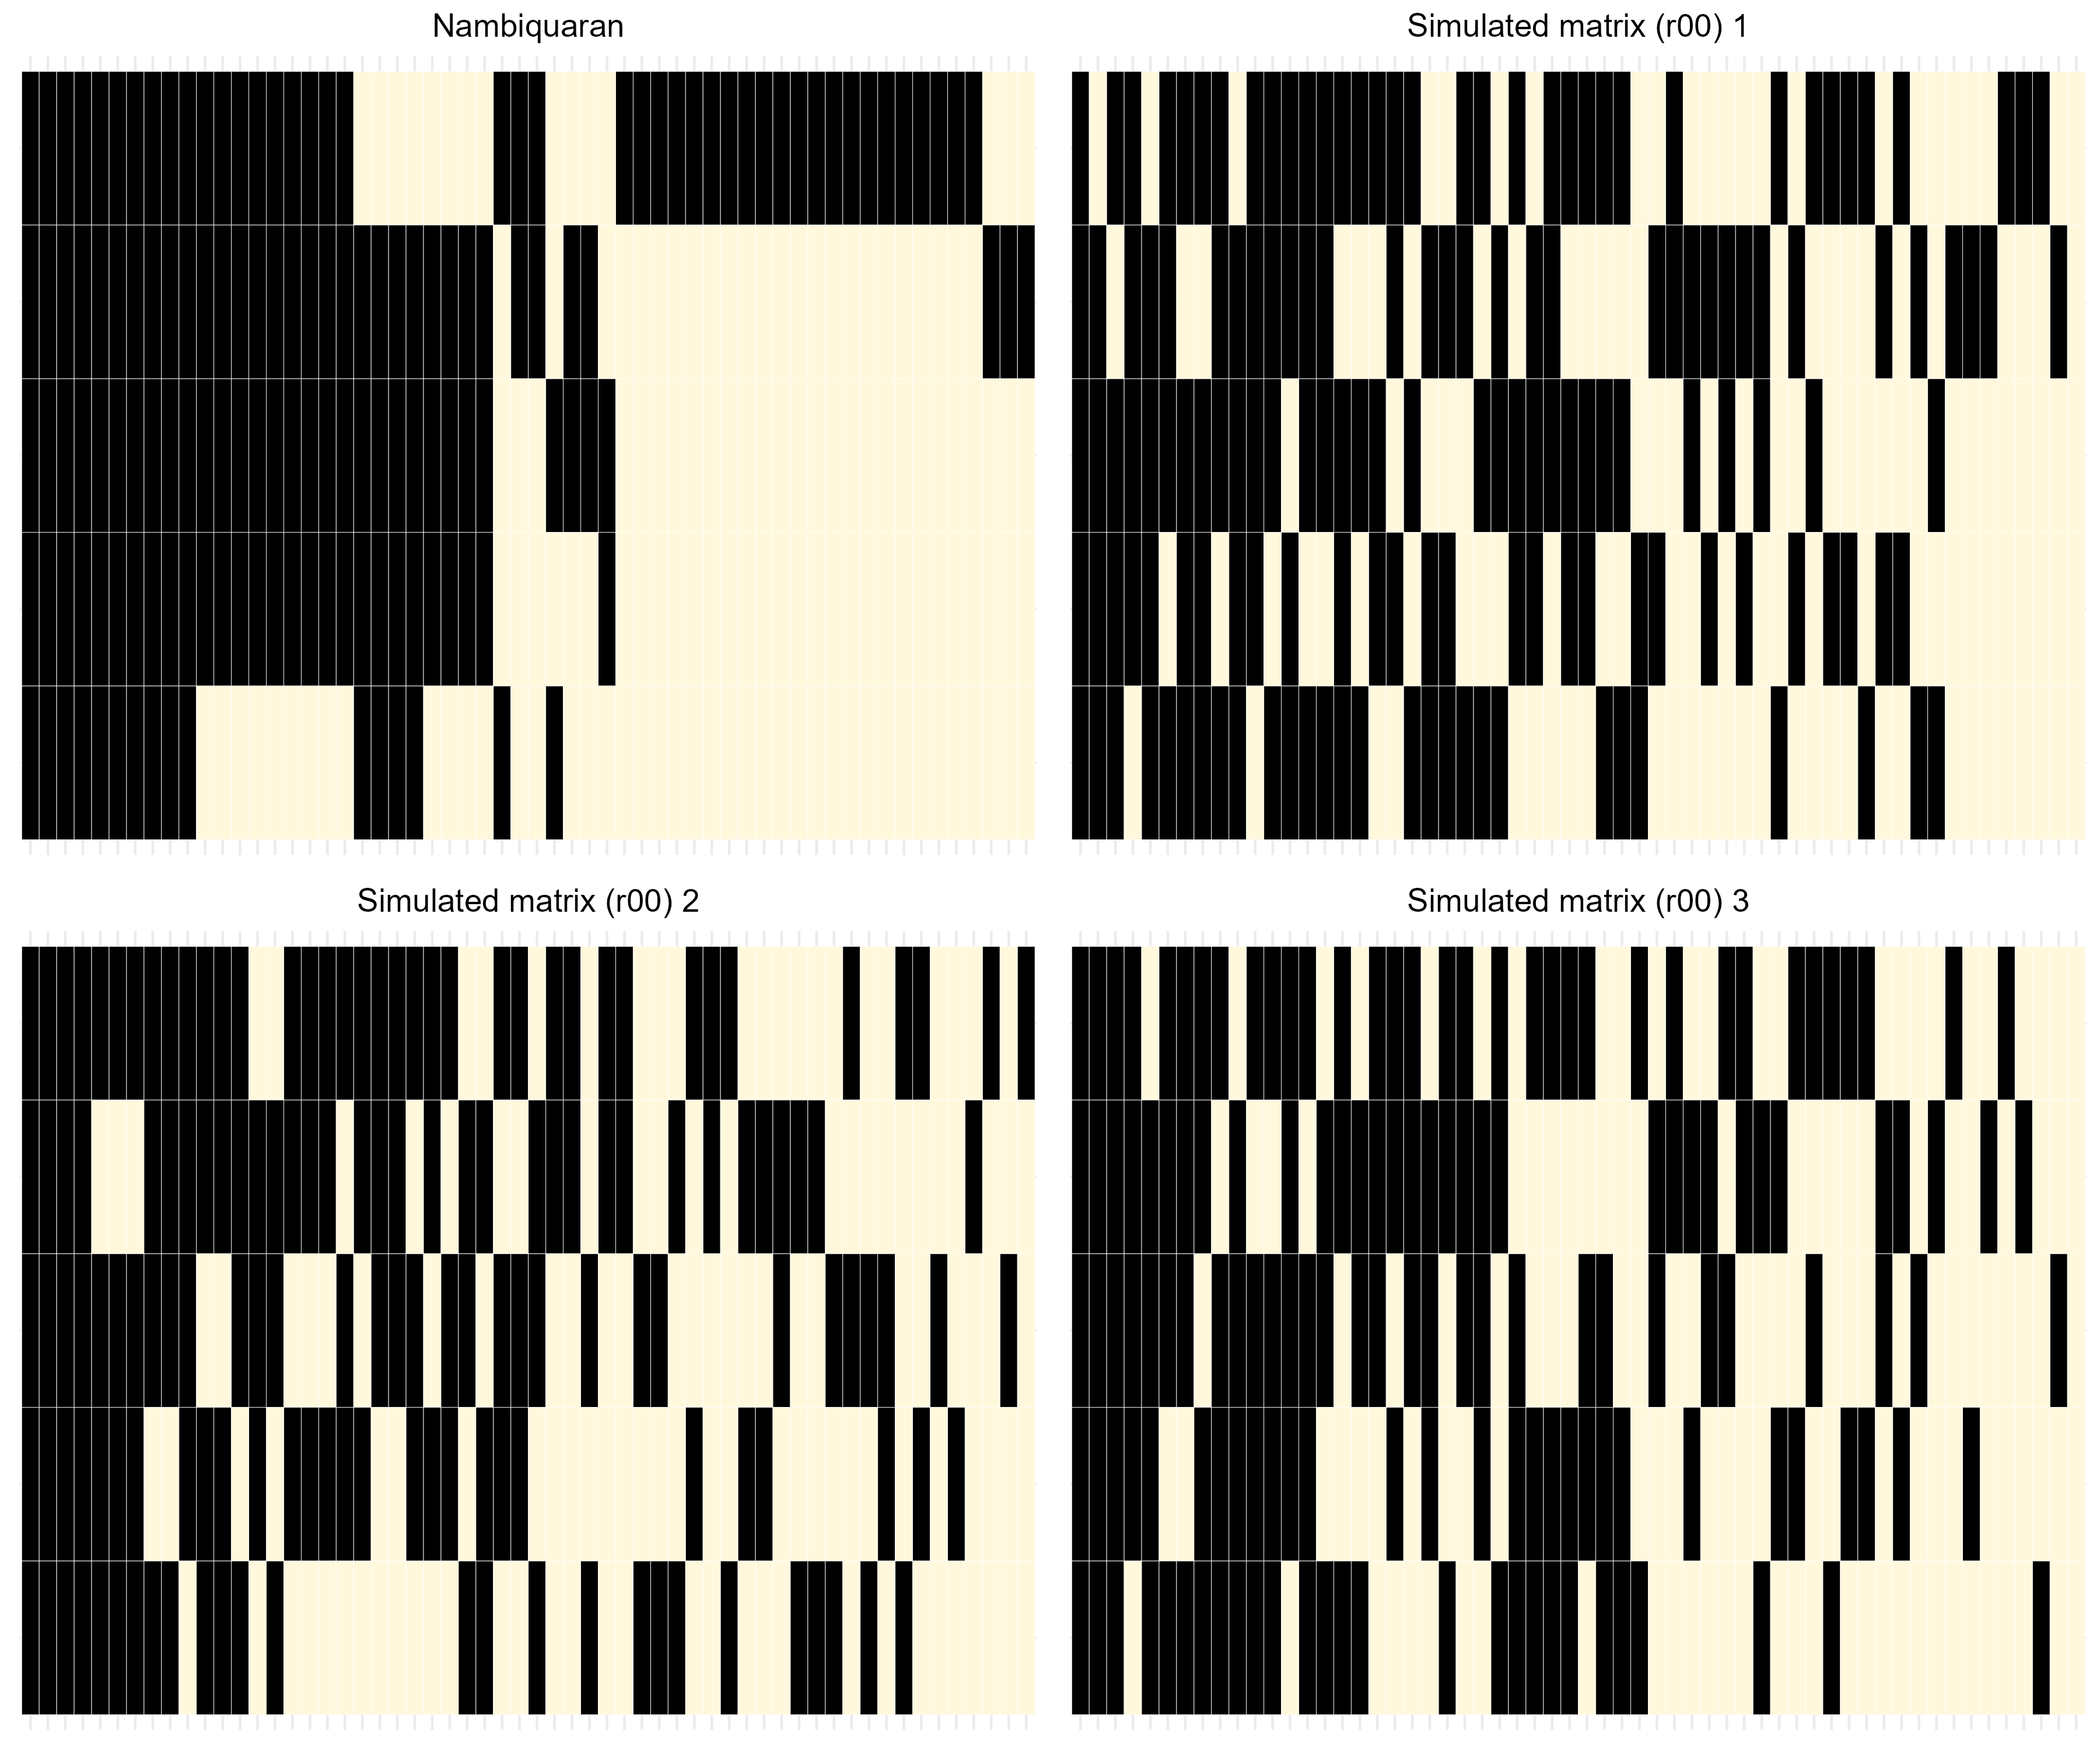 Nambiquaran
Simulated matrix (r00) 1
Simulated matrix (r00) 2
Simulated matrix (r00) 3